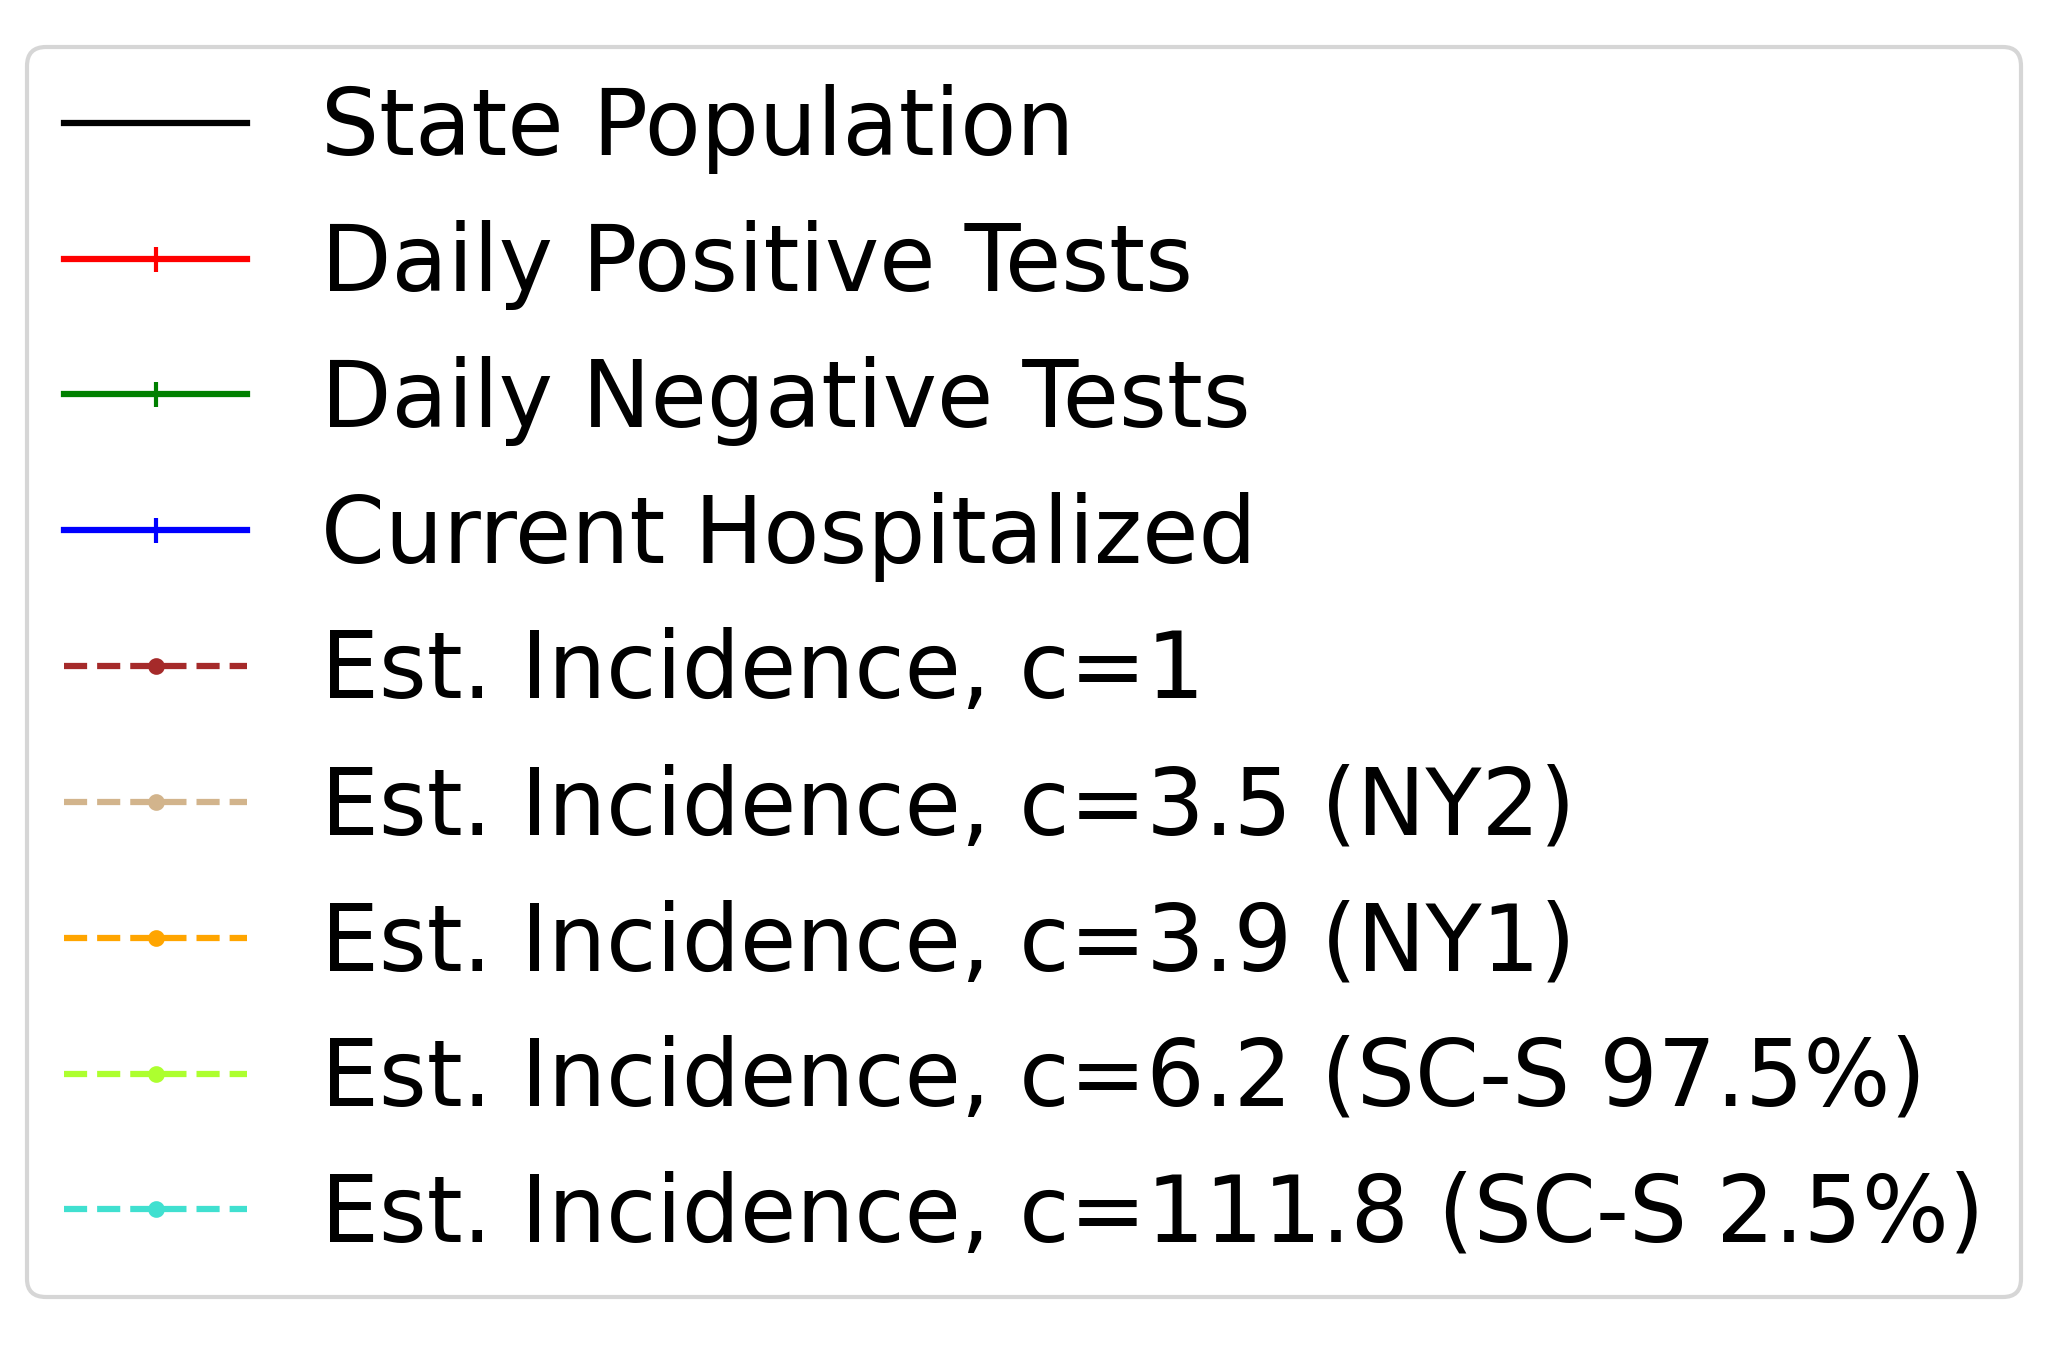 State Population
Daily Positive Tests
Daily Negative Tests
Current Hospitalized
Est. Incidence, c=1
Est. Incidence, c=3.5 (NY2)
Est. Incidence, c=3.9 (NY1)
Est. Incidence, c=6.2 (SC-S 97.5%)
Est. Incidence, c=111.8 (SC-S 2.5%)